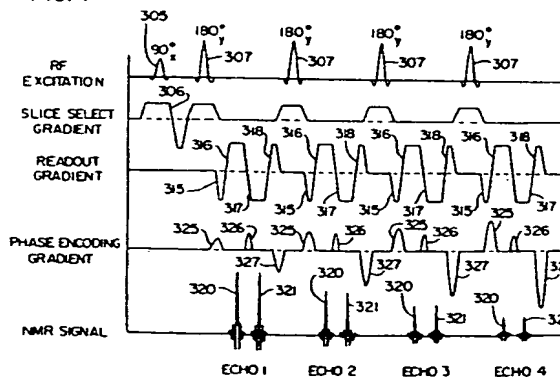 305
90°x
180°y
307
180°y
307
180°y
307
180°y
307
RF
EXCITATION
306
SLICE SELECT
GRADIENT
316
318
316
318
316
318
316
318
READOUT
GRADIENT
315
317
315
317
315
317
315
317
325
326
325
326
325
326
325
326
PHASE ENCODING
GRADIENT
327
327
327
320
321
320
321
320
321
320
NMR SIGNAL
ECHO 1
ECHO 2
ECHO 3
ECHO 4